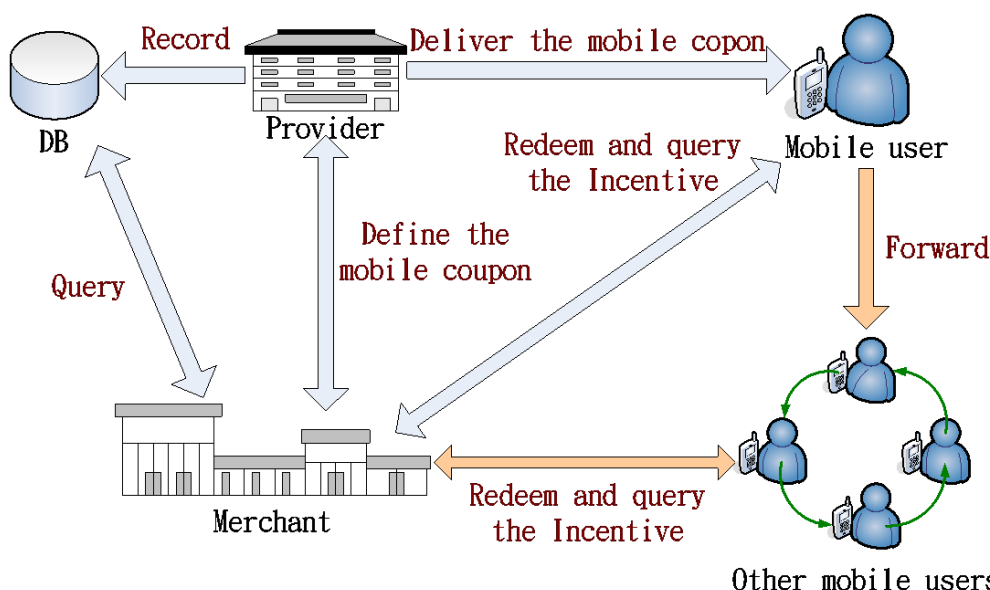 Record
Deliver the mobile copon
DB
Provider
Mobile user
Redeem and query
the Incentive
Define the
mobile coupon
Forward
Query
Merchant
Redeem and query
the Incentive
Other mobile users